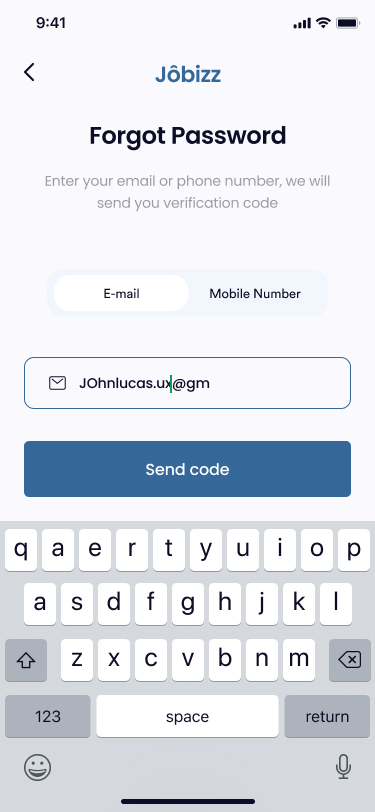 9:41
Jôbizz
Forgot Password
Enter your email or phone number, we will
send you verification code
E-mail Mobile Number
JOhnlucas.ux@gm
Send code
q a e r t y u i o p
a s d f g h j k l
z x c v b n m
123 space return